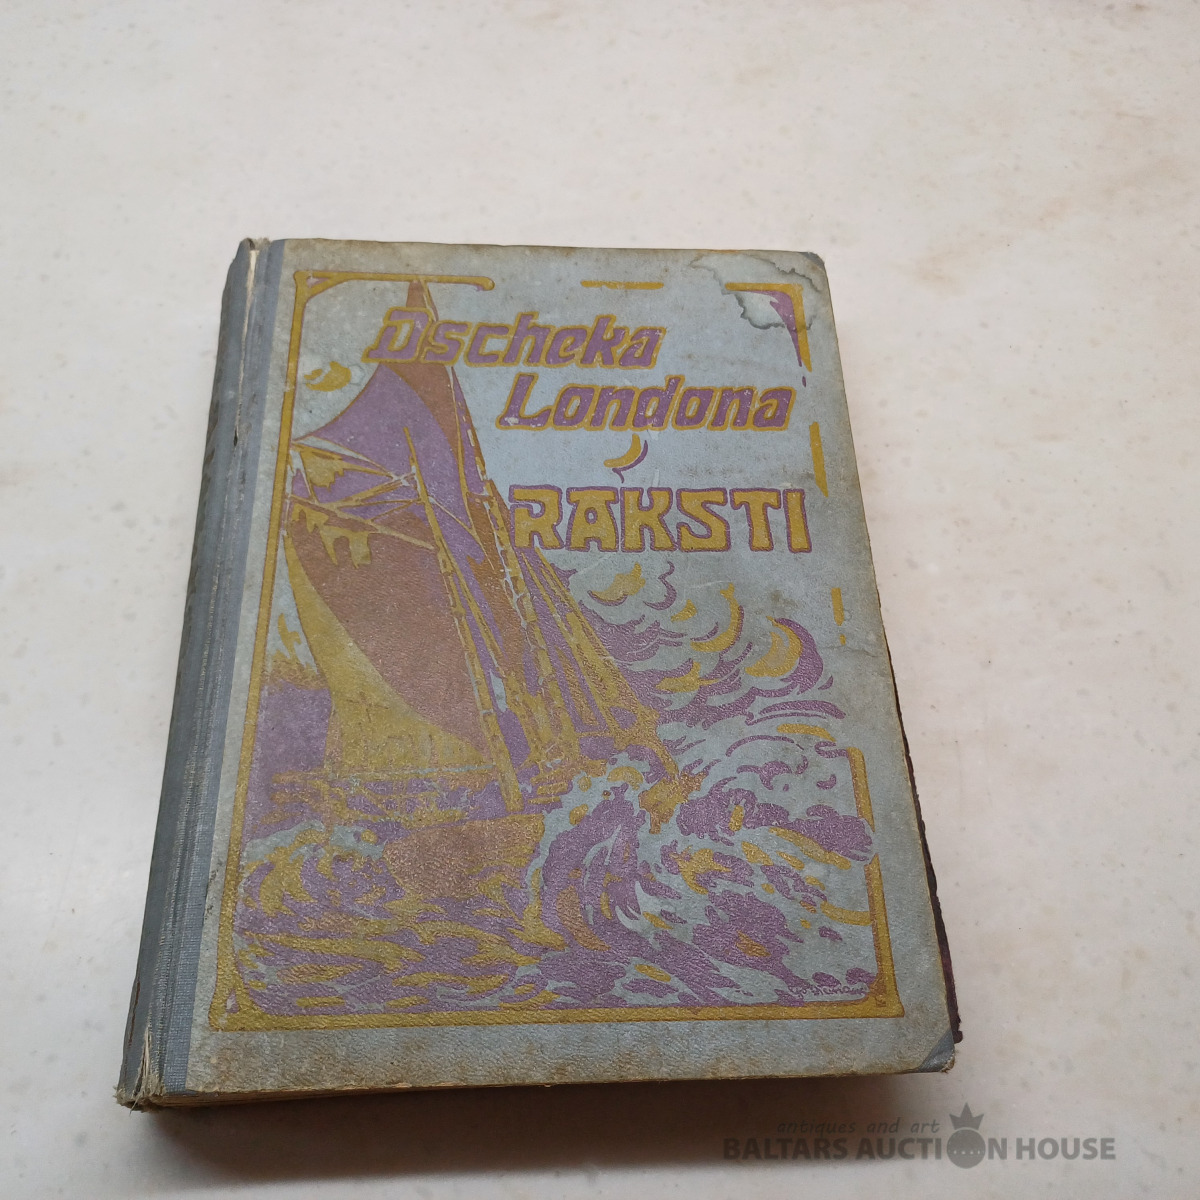 Dscheka
Londona
RAKSTI
antiques and art
BALTARS AUCTION HOUSE